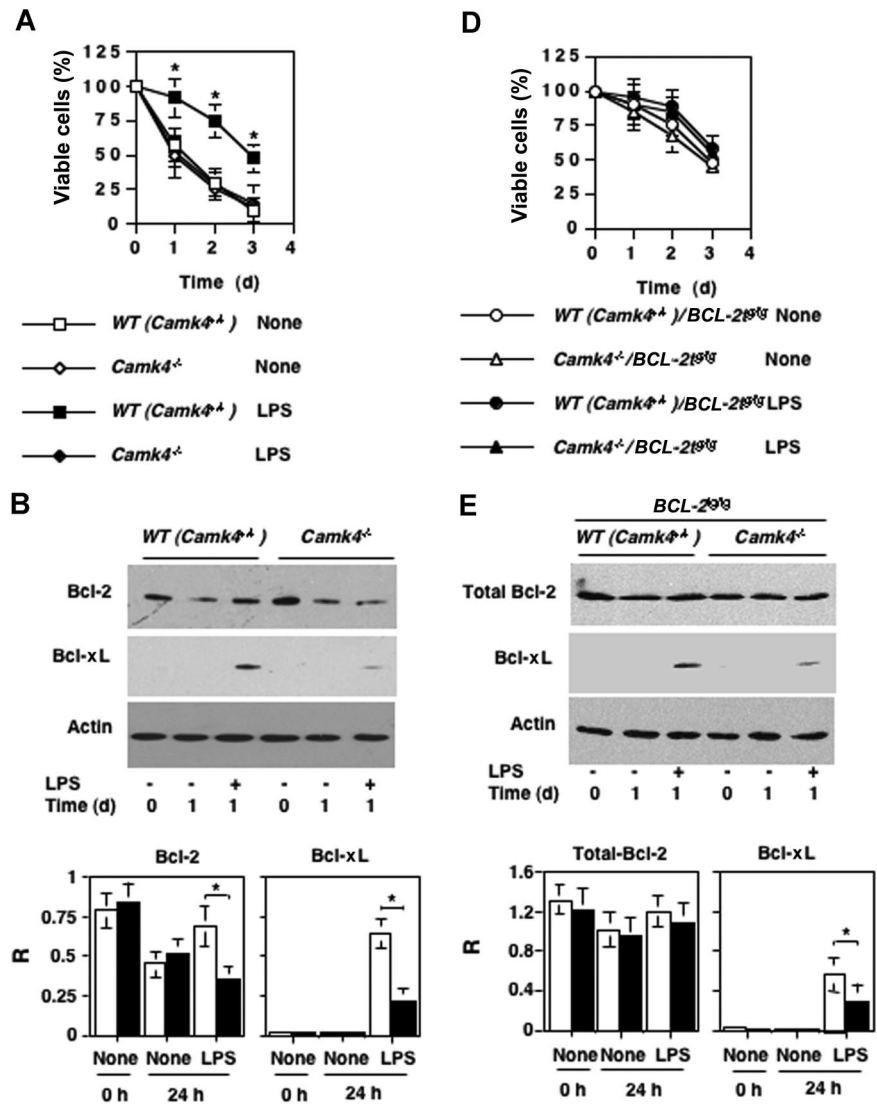 A
Viable cells (%)
125
100
75
50
25
0
*
*
*
0 1 2 3 4
Time (d)
WT (Camk4+/+) None
Camk4-/- None
WT (Camk4+/+) LPS
Camk4-/- LPS
B
WT (Camk4+/+) Camk4-/-
Bcl-2
Bcl-xL
Actin
LPS - - + - - +
Time (d) 0 1 1 0 1 1
Bcl-2
Bcl-xL
R
1
0.75
0.5
0.25
0
*
*
None None LPS
0 h 24 h
None None LPS
0 h 24 h
D
Viable cells (%)
125
100
75
50
25
0
0 1 2 3 4
Time (d)
WT (Camk4+/+)/BCL-2tg/tg None
Camk4-/-/BCL-2tg/tg None
WT (Camk4+/+)/BCL-2tg/tg LPS
Camk4-/-/BCL-2tg/tg LPS
E
BCL-2tg/tg
WT (Camk4+/+) Camk4-/-
Total Bcl-2
Bcl-xL
Actin
LPS - - + - - +
Time (d) 0 1 1 0 1 1
Total-Bcl-2
Bcl-xL
R
1.6
1.2
0.8
0.4
0
*
None None LPS
0 h 24 h
None None LPS
0 h 24 h